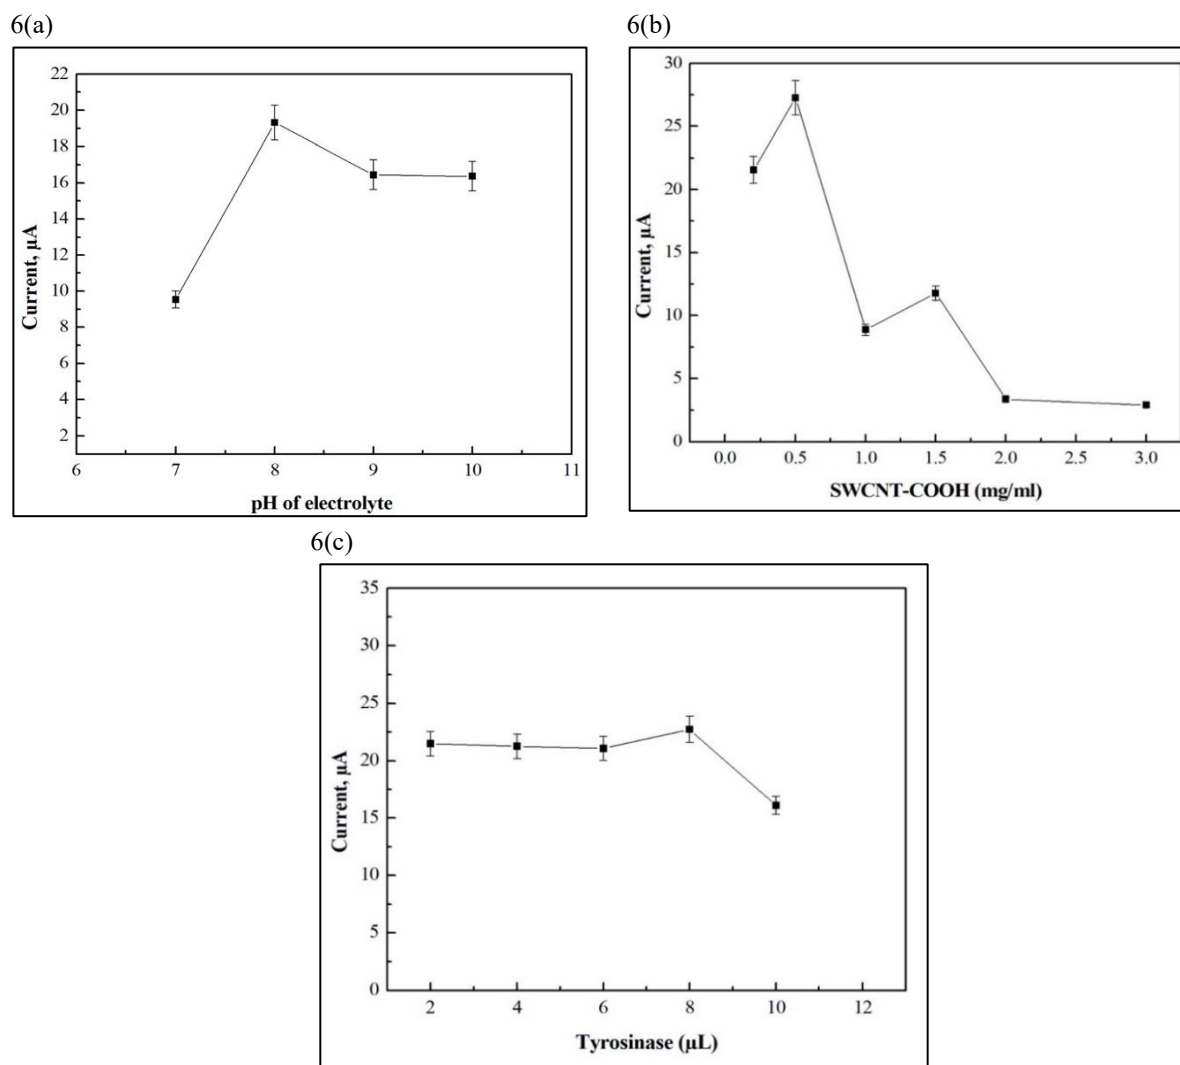 6(a)
22
20
18
16
14
12
10
8
6
4
2
Current, µA
6 7 8 9 10 11
pH of electrolyte
6(b)
30
25
20
15
10
5
0
Current, µA
0.0 0.5 1.0 1.5 2.0 2.5 3.0
SWCNT-COOH (mg/ml)
6(c)
35
30
25
20
15
10
5
0
Current, µA
2 4 6 8 10 12
Tyrosinase (µL)